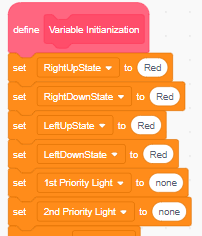 define Variable Initianization
set RightUpState to Red
set RightDownState to Red
set LeftUpState to Red
set LeftDownState to Red
set 1st Priority Light to none
set 2nd Priority Light to none